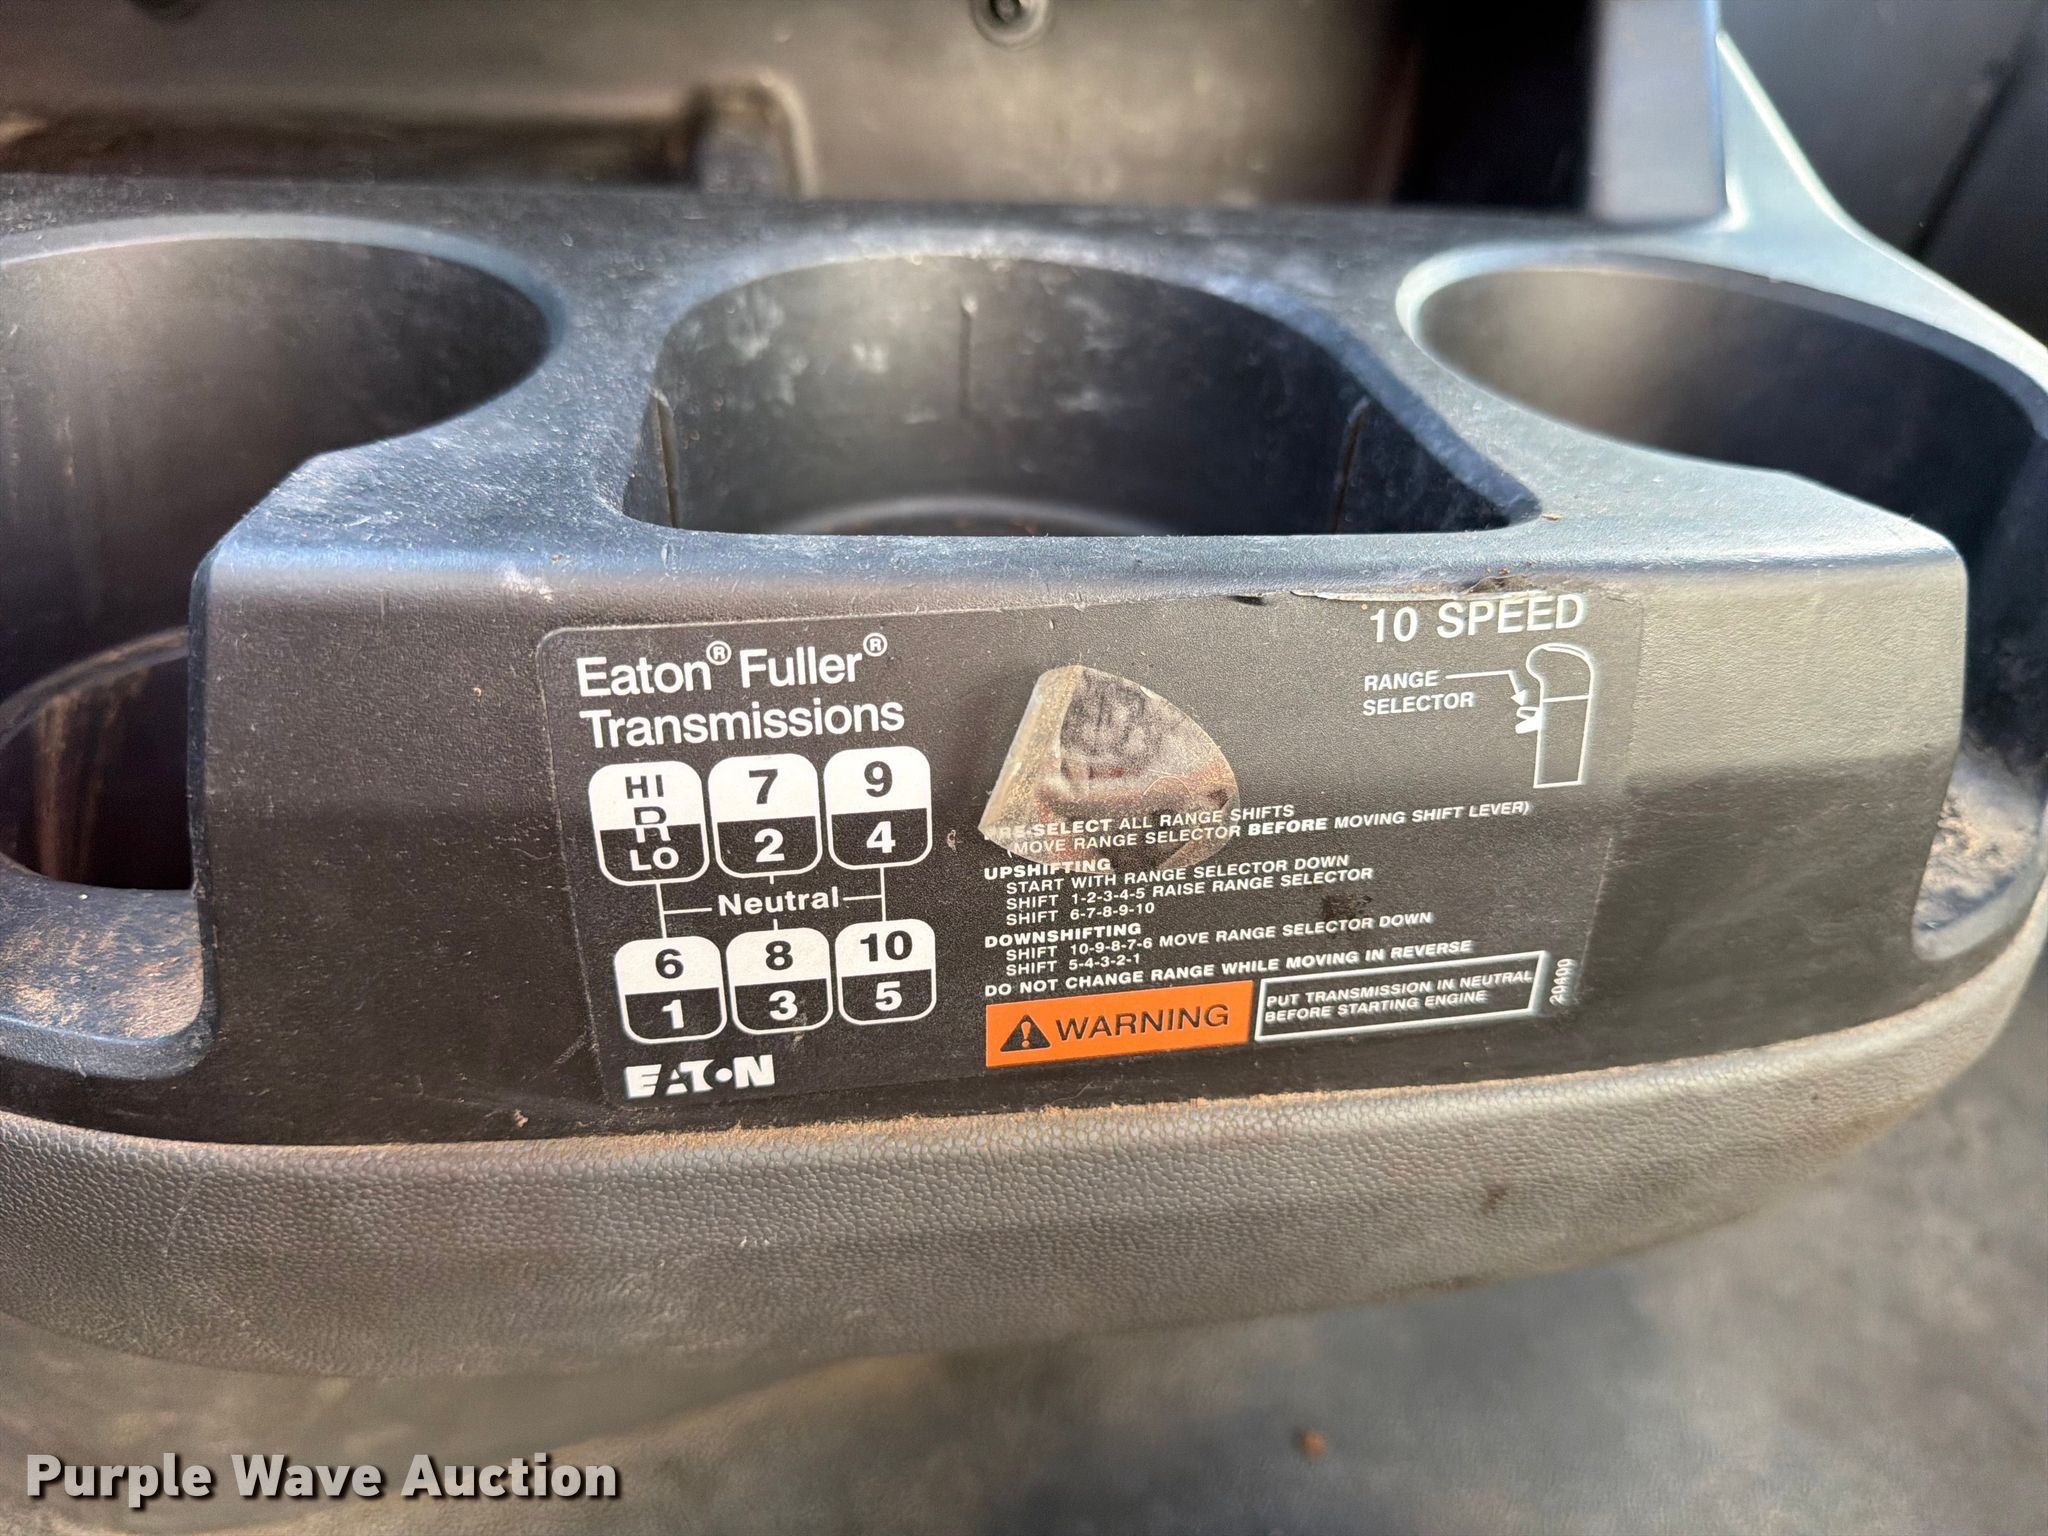 Eaton® Fuller®
Transmissions
10 SPEED
RANGE
SELECTOR
HI
R
LO
7
2
9
4
Neutral
6
1
8
3
10
5
EATON
PRE-SELECT ALL RANGE SHIFTS
(MOVE RANGE SELECTOR BEFORE MOVING SHIFT LEVER)
UPSHIFTING
START WITH RANGE SELECTOR DOWN
SHIFT 1-2-3-4-5 RAISE RANGE SELECTOR
SHIFT 6-7-8-9-10
DOWNSHIFTING
SHIFT 10-9-8-7-6 MOVE RANGE SELECTOR DOWN
SHIFT 5-4-3-2-1
DO NOT CHANGE RANGE WHILE MOVING IN REVERSE
WARNING
PUT TRANSMISSION IN NEUTRAL
BEFORE STARTING ENGINE
20400
Purple Wave Auction